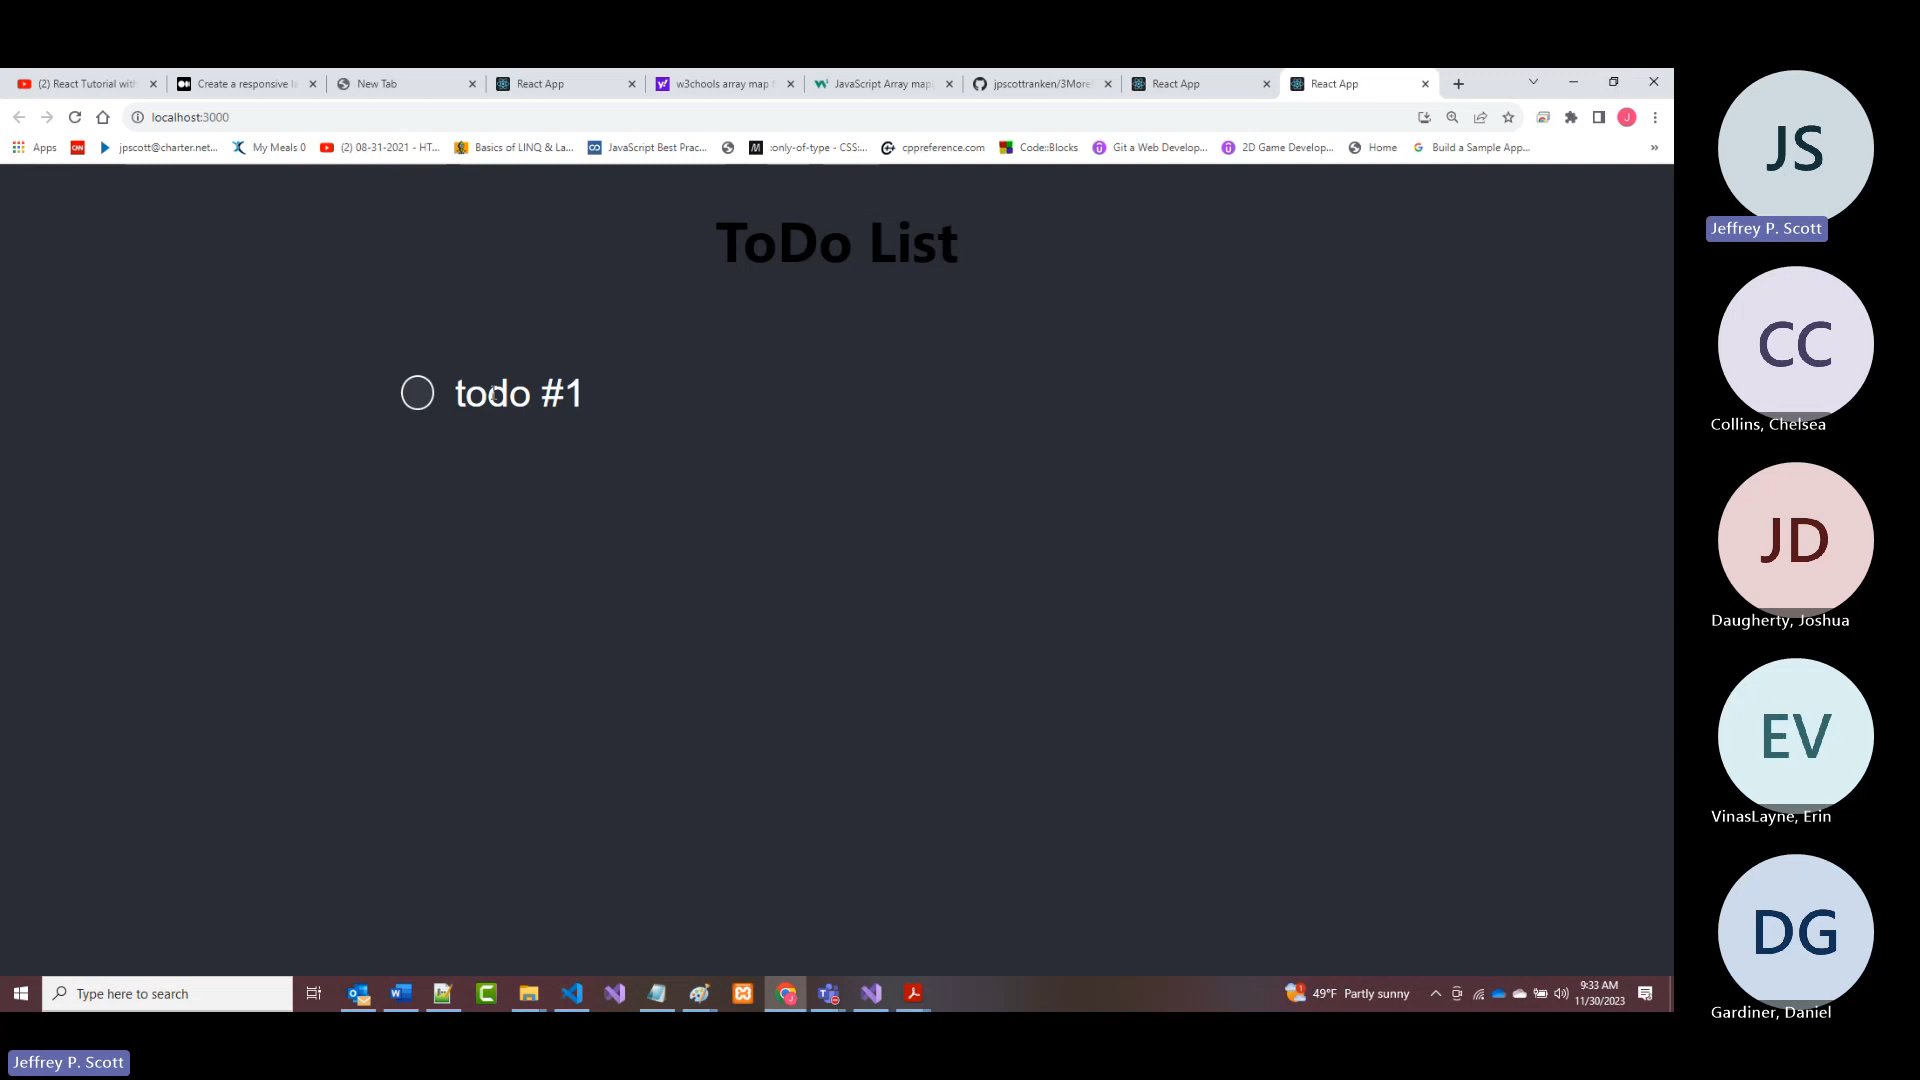 (2) React Tutorial with
Create a responsive la
New Tab
React App
w3chools array map f
JavaScript Array map
jpscottranken/3More
React App
React App
localhost:3000
J
Apps
CNN
jpscott@charter.net...
My Meals 0
(2) 08-31-2021 - HT...
Basics of LINQ & La...
JavaScript Best Prac...
:only-of-type - CSS:...
cppreference.com
Code::Blocks
Git a Web Develop...
2D Game Develop...
Home
Build a Sample App...
»
ToDo List
todo #1
Type here to search
49°F Partly sunny
9:33 AM
11/30/2023
JS
Jeffrey P. Scott
CC
Collins, Chelsea
JD
Daugherty, Joshua
EV
VinasLayne, Erin
DG
Gardiner, Daniel
Jeffrey P. Scott